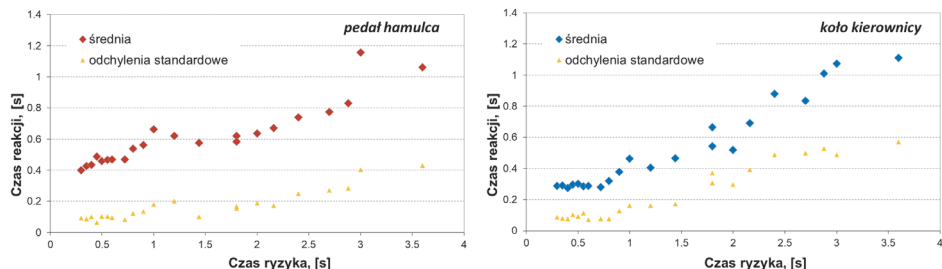 pedał hamulca
średnia
odchylenia standardowe
Czas reakcji, [s]
1.4
1.2
1
0.8
0.6
0.4
0.2
0
0 0.5 1 1.5 2 2.5 3 3.5 4
Czas ryzyka, [s]
koło kierownicy
średnia
odchylenia standardowe
Czas reakcji, [s]
1.4
1.2
1
0.8
0.6
0.4
0.2
0
0 0.5 1 1.5 2 2.5 3 3.5 4
Czas ryzyka, [s]